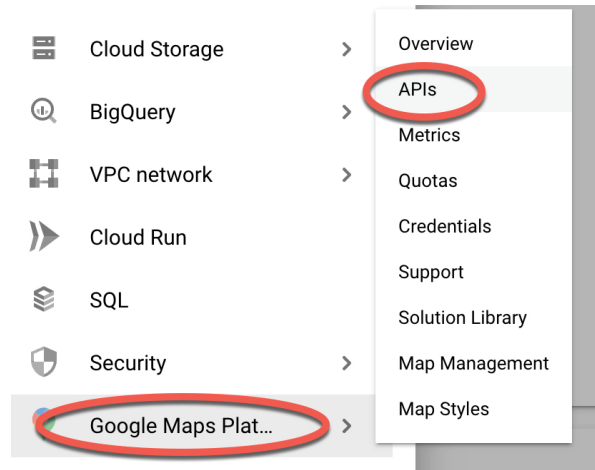 Cloud Storage
BigQuery
VPC network
Cloud Run
SQL
Security
Google Maps Plat...
Overview
APIs
Metrics
Quotas
Credentials
Support
Solution Library
Map Management
Map Styles